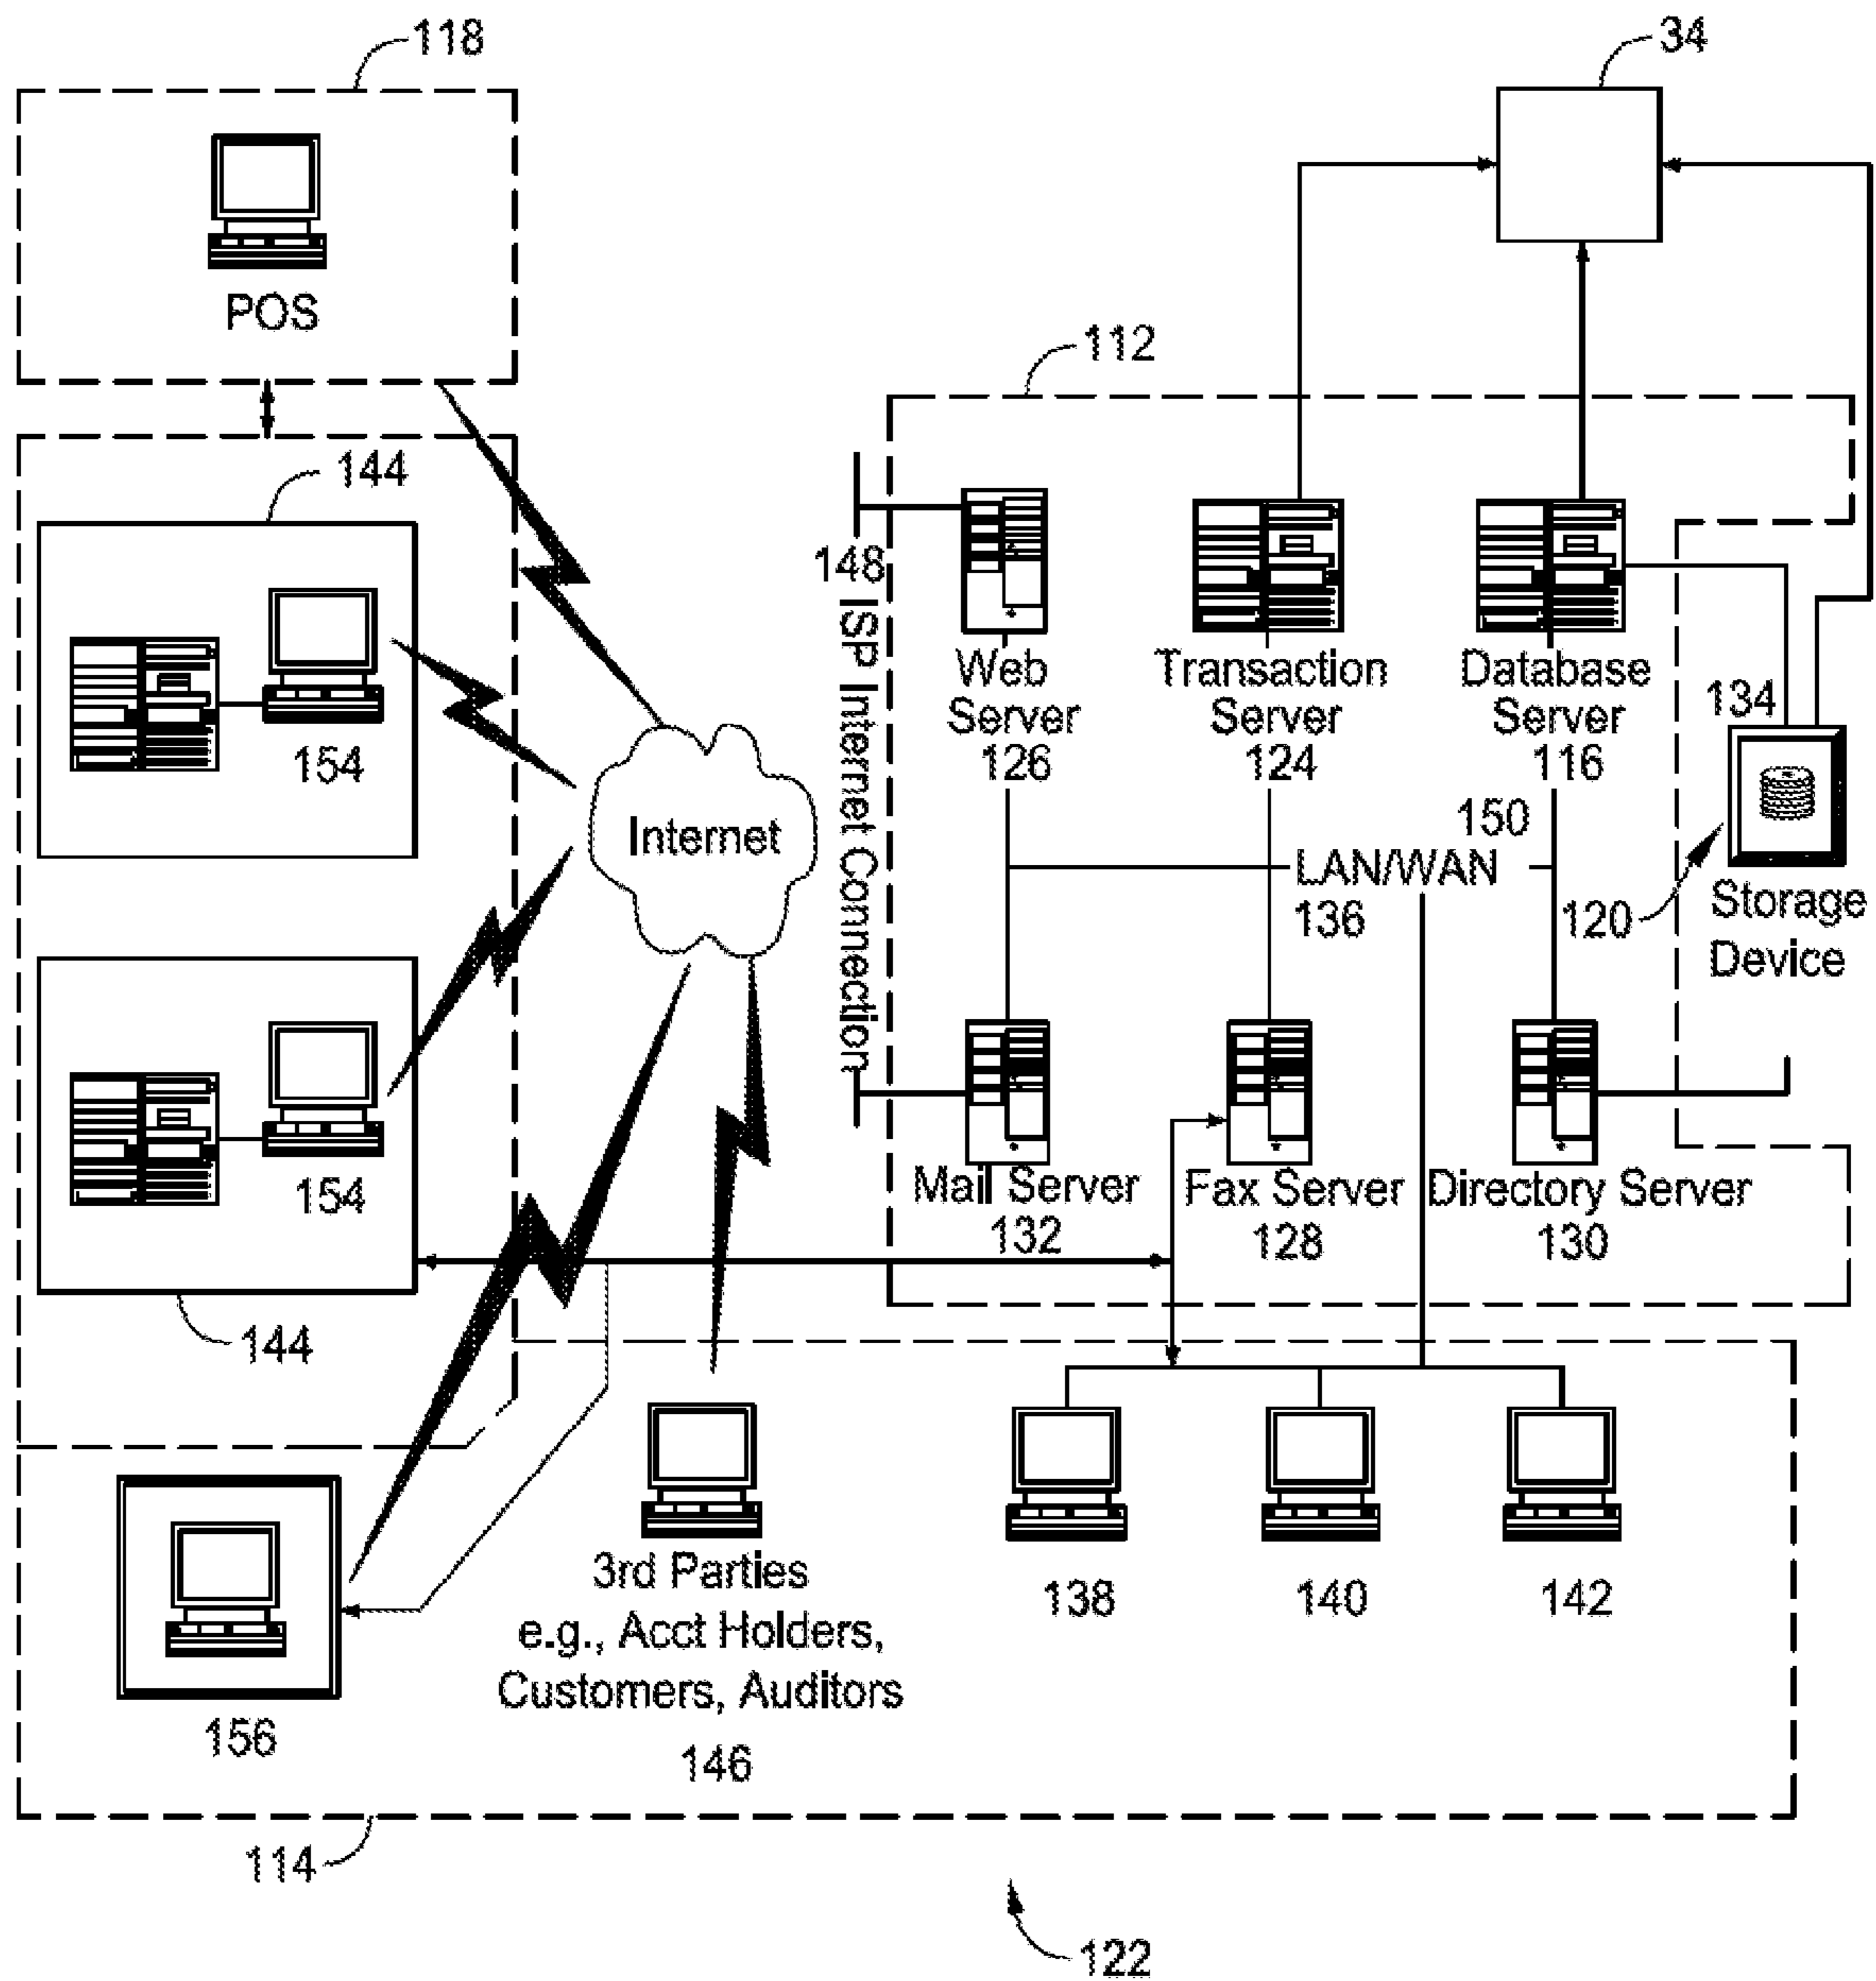 118
34
POS
112
144
148 ISP Internet Connection
154
Web
Server
126
Transaction
Server
124
Database
Server
116
134
Internet
150
LAN/WAN
136
120
Storage
Device
154
144
Mail Server
132
Fax Server
128
Directory Server
130
156
3rd Parties
e.g., Acct Holders,
Customers, Auditors
146
138
140
142
114
122